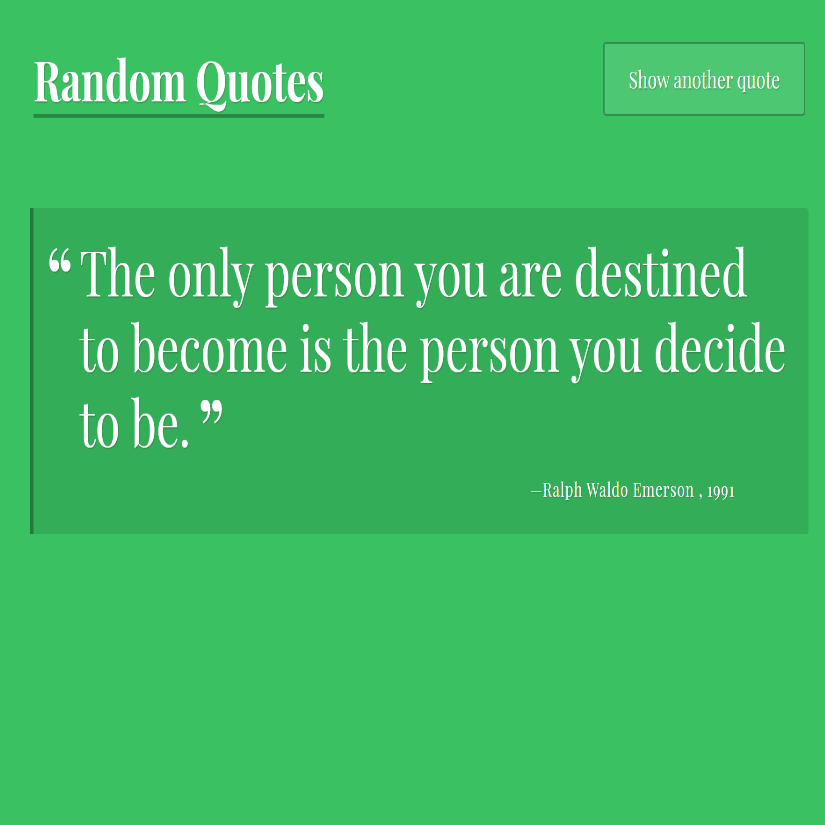 Random Quotes
Show another quote
❝ The only person you are destined
to become is the person you decide
to be. ❞
—Ralph Waldo Emerson , 1991